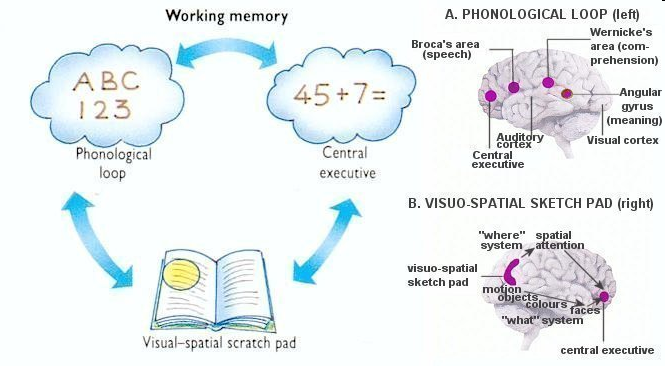 Working memory
ABC
123
Phonological
loop
45+7=
Central
executive
Visual–spatial scratch pad
A. PHONOLOGICAL LOOP (left)
Broca's area
(speech)
Wernicke's
area (com-
prehension)
Angular
gyrus
(meaning)
Auditory
cortex
Visual cortex
Central
executive
B. VISUO-SPATIAL SKETCH PAD (right)
"where"
system
spatial
attention
visuo-spatial
sketch pad
motion
objects
colours
faces
"what" system
central executive